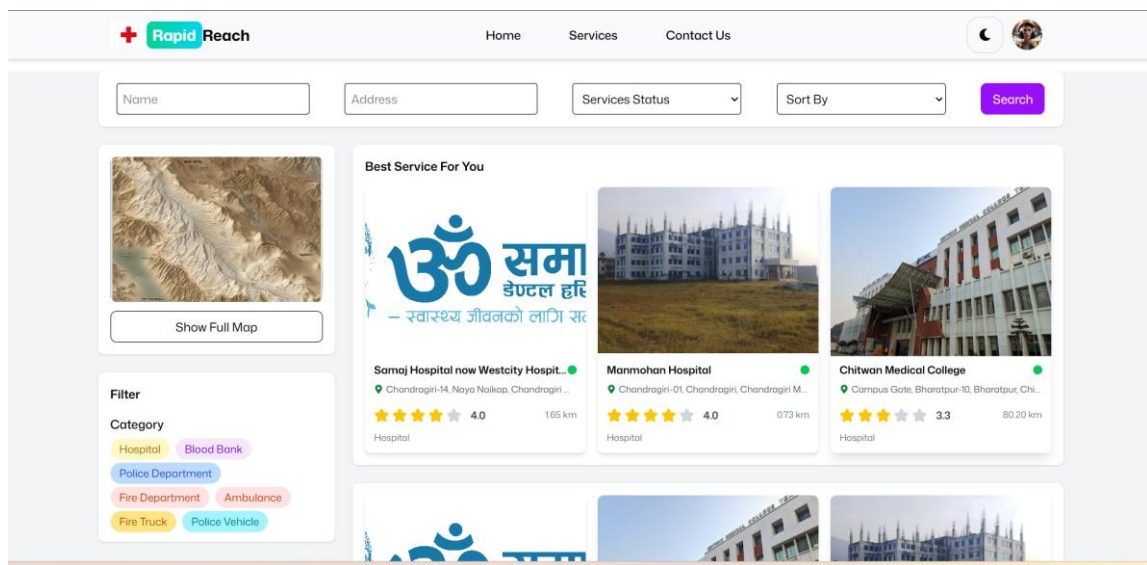 Rapid Reach
Home Services Contact Us
Name Address Services Status Sort By Search
Show Full Map
Filter
Category
Hospital Blood Bank
Police Department
Fire Department Ambulance
Fire Truck Police Vehicle
Best Service For You
ॐ समा
डेण्टल
– स्वास्थ्य जीवनको लागि
Samaj Hospital now Westcity Hospit...
Chandragiri-14, Naya Naikap, Chandragiri ...
4.0 1.65 km
Hospital
Manmohan Hospital
Chandragiri-01, Chandragiri, Chandragiri M...
4.0 0.73 km
Hospital
Chitwan Medical College
Campus Gate, Bharatpur-10, Bharatpur, Chi...
3.3 80.20 km
Hospital